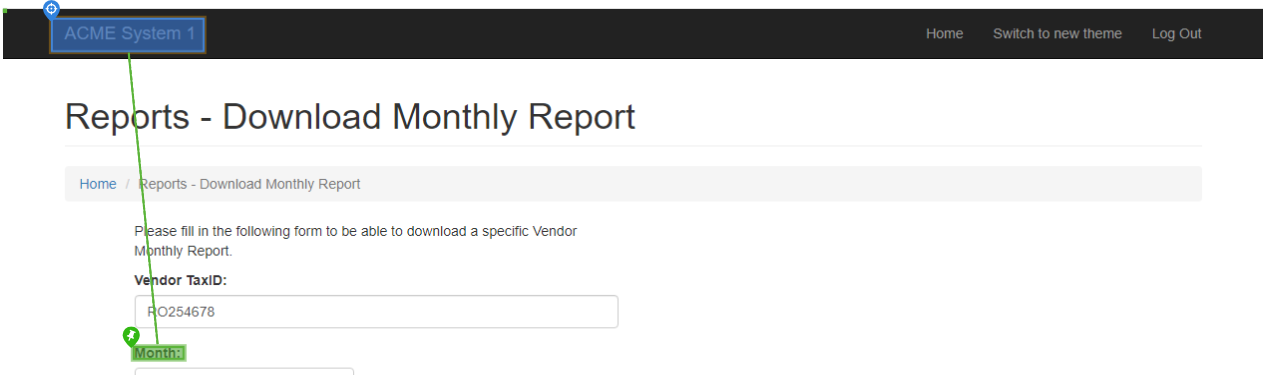 ACME System 1
Home Switch to new theme Log Out
Reports - Download Monthly Report
Home / Reports - Download Monthly Report
Please fill in the following form to be able to download a specific Vendor
Monthly Report.
Vendor TaxID:
RO254678
Month: